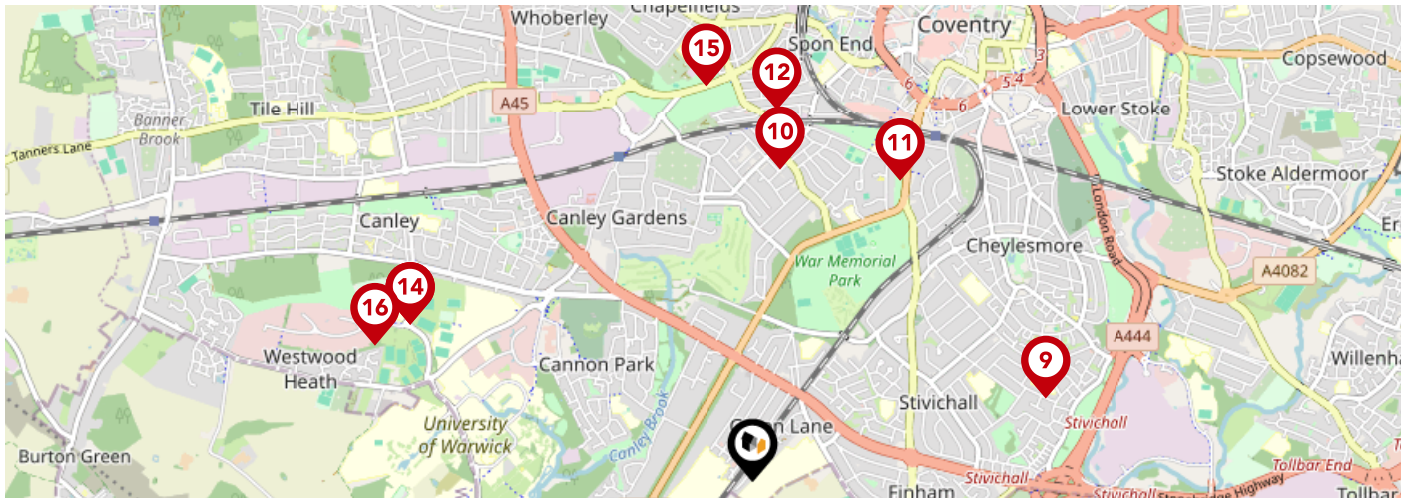 Whoberley
Chapelfields
Coventry
Spon End
15
12
3
Copsewood
6
5
4
6
A45
Tile Hill
Lower Stoke
Banner
Brook
10
11
Tanners Lane
Stoke Aldermoor
London Road
Canley
Canley Gardens
Cheylesmore
War Memorial
Park
A4082
14
16
A444
Westwood
Heath
Cannon Park
9
Stivichall
University
of Warwick
Canley Brook
Stivichall
Lane
Burton Green
Tollbar End
Stivichall
Finham
Stivichall
Highway
Tollbar